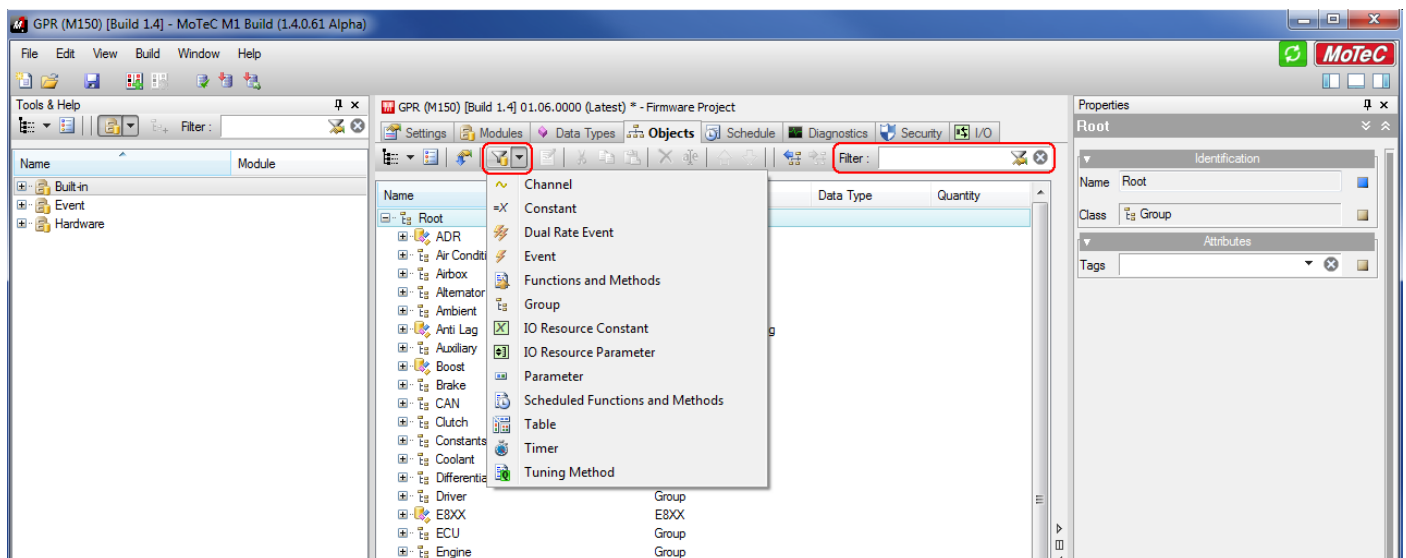 GPR (M150) [Build 1.4] - MoTeC M1 Build (1.4.0.61 Alpha)
File Edit View Build Window Help
MoTeC
Tools & Help
Filter :
Name Module
Built-in
Event
Hardware
GPR (M150) [Build 1.4] 01.06.0000 (Latest) * - Firmware Project
Settings Modules Data Types Objects Schedule Diagnostics Security I/O
Filter :
Name Data Type Quantity
Root
ADR
Air Conditi
Airbox
Alternator
Ambient
Anti Lag
Auxiliary
Boost
Brake
CAN
Clutch
Constants
Coolant
Differentia
Driver Group
E8XX E8XX
ECU Group
Engine Group
Channel
=X Constant
Dual Rate Event
Event
Functions and Methods
Group
X IO Resource Constant
IO Resource Parameter
Parameter
Scheduled Functions and Methods
Table
Timer
Tuning Method
Properties
Root
Identification
Name Root
Class Group
Attributes
Tags